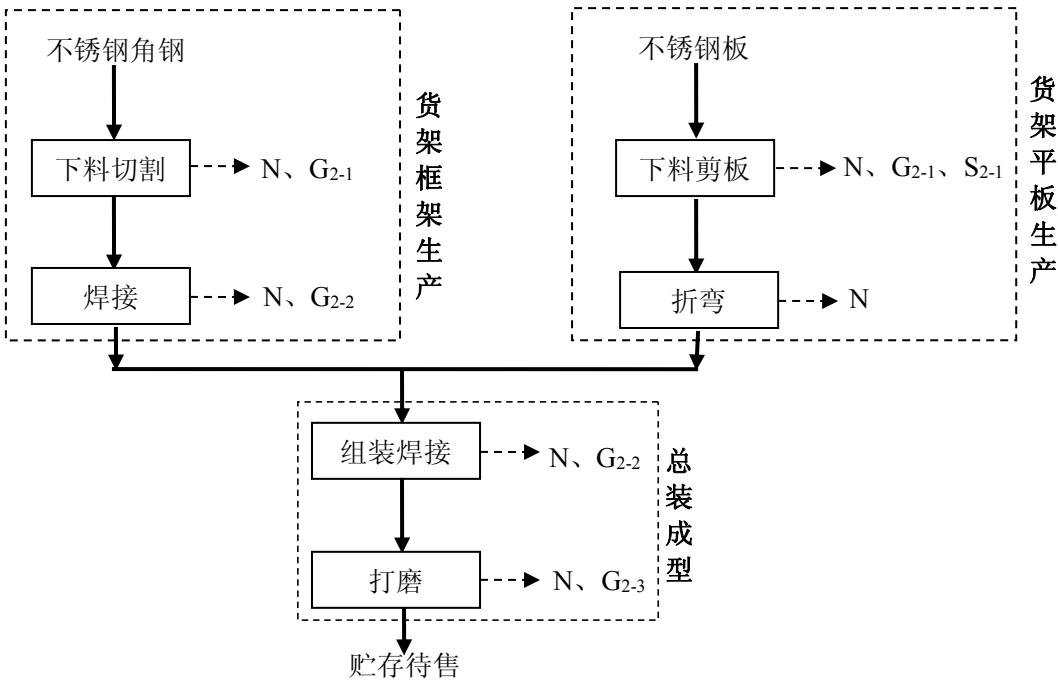 不锈钢角钢
下料切割
N、G2-1
焊接
N、G2-2
货架框架生产
不锈钢板
下料剪板
N、G2-1、S2-1
折弯
N
货架平板生产
组装焊接
N、G2-2
打磨
N、G2-3
总装成型
贮存待售